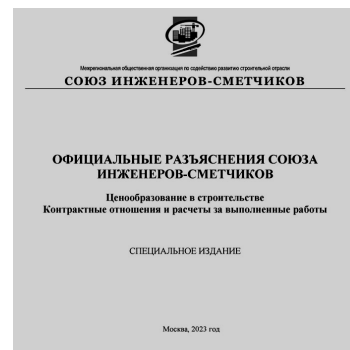 Межрегиональная общественная организация по содействию развитию строительной отрасли
СОЮЗ ИНЖЕНЕРОВ-СМЕТЧИКОВ
ОФИЦИАЛЬНЫЕ РАЗЪЯСНЕНИЯ СОЮЗА
ИНЖЕНЕРОВ-СМЕТЧИКОВ
Ценообразование в строительстве
Контрактные отношения и расчеты за выполненные работы
СПЕЦИАЛЬНОЕ ИЗДАНИЕ
Москва, 2023 год